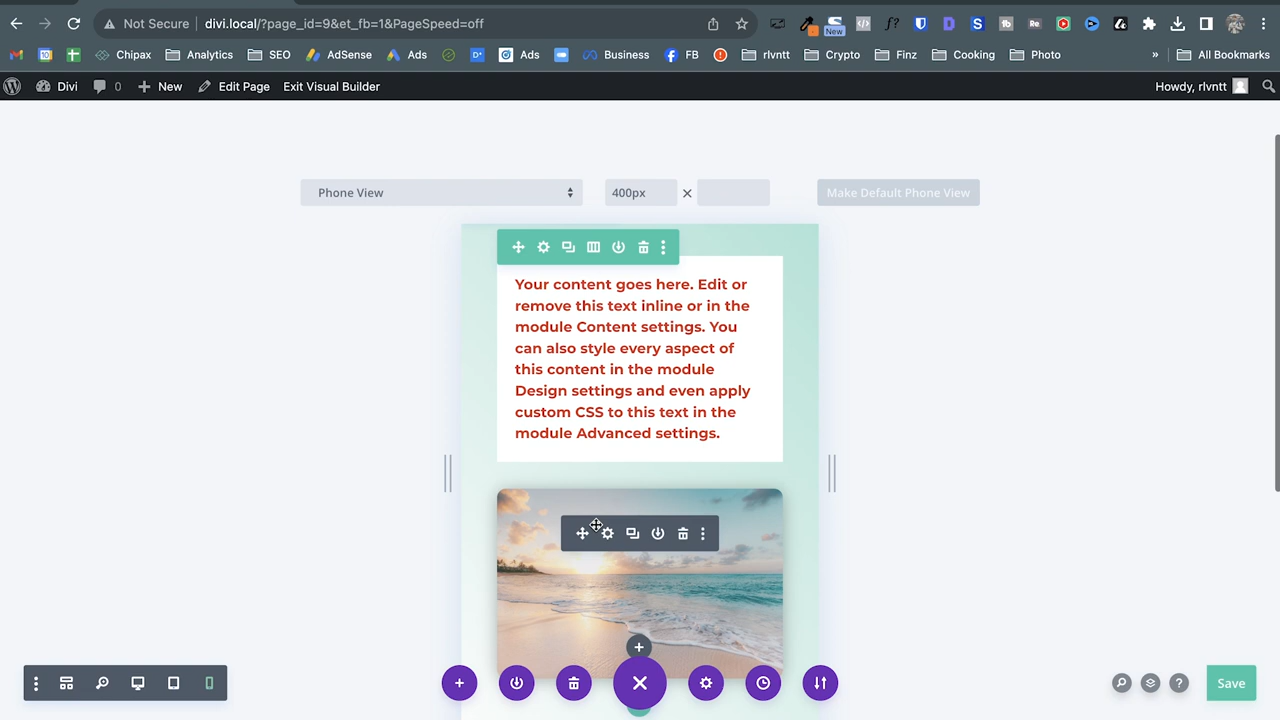 Not Secure divi.local/?page_id=9&et_fb=1&PageSpeed=off
New
Chipax Analytics SEO AdSense Ads Ads Business FB rlvntt Crypto Finz Cooking Photo » All Bookmarks
Divi 0 New Edit Page Exit Visual Builder Howdy, rlvntt
Phone View 400px Make Default Phone View
Your content goes here. Edit or
remove this text inline or in the
module Content settings. You
can also style every aspect of
this content in the module
Design settings and even apply
custom CSS to this text in the
module Advanced settings.
Save